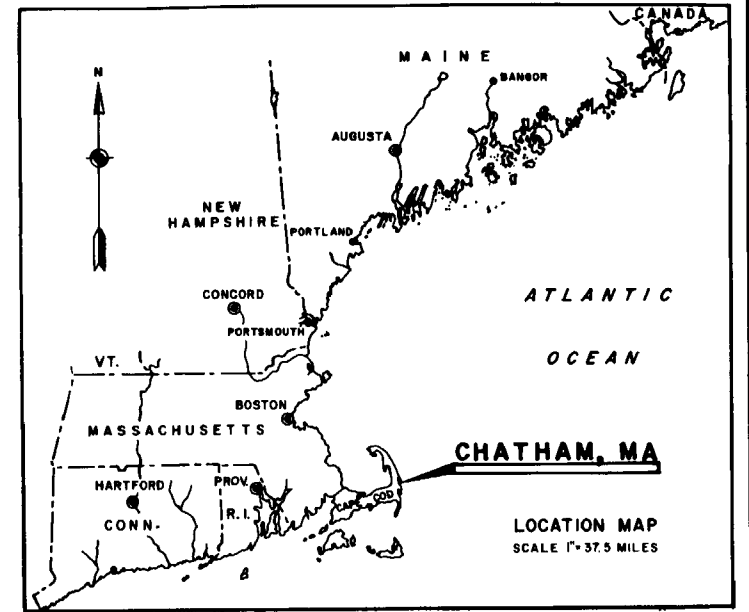 CANADA
MAINE
N
BANGOR
AUGUSTA
NEW
HAMPSHIRE
PORTLAND
CONCORD
ATLANTIC
PORTSMOUTH
OCEAN
VT.
BOSTON
MASSACHUSETTS
CHATHAM, MA
HARTFORD
PROV.
CAPE COD
CONN.
R.I.
LOCATION MAP
SCALE 1"= 37.5 MILES